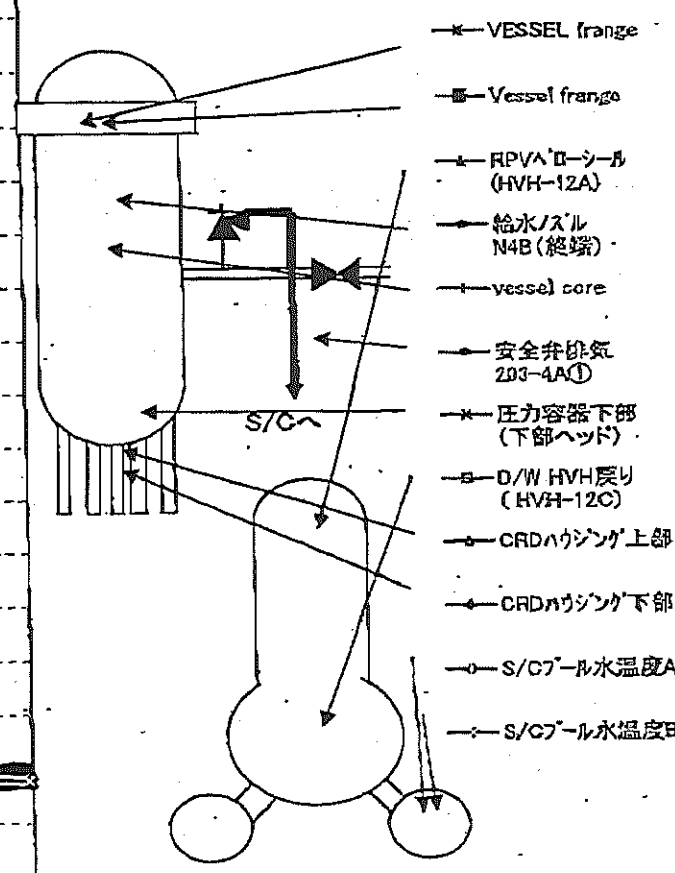 VESSEL frange
Vessel frange
RPVベローシール
(HVH-12A)
給水ノズル
N4B(終端)
vessel core
安全弁排気
203-4A①
圧力容器下部
(下部ヘッド)
D/W HVH戻り
(HVH-12C)
CRDハウジング上部
CRDハウジング下部
S/Cプール水温度A
S/Cプール水温度B
S/Cへ